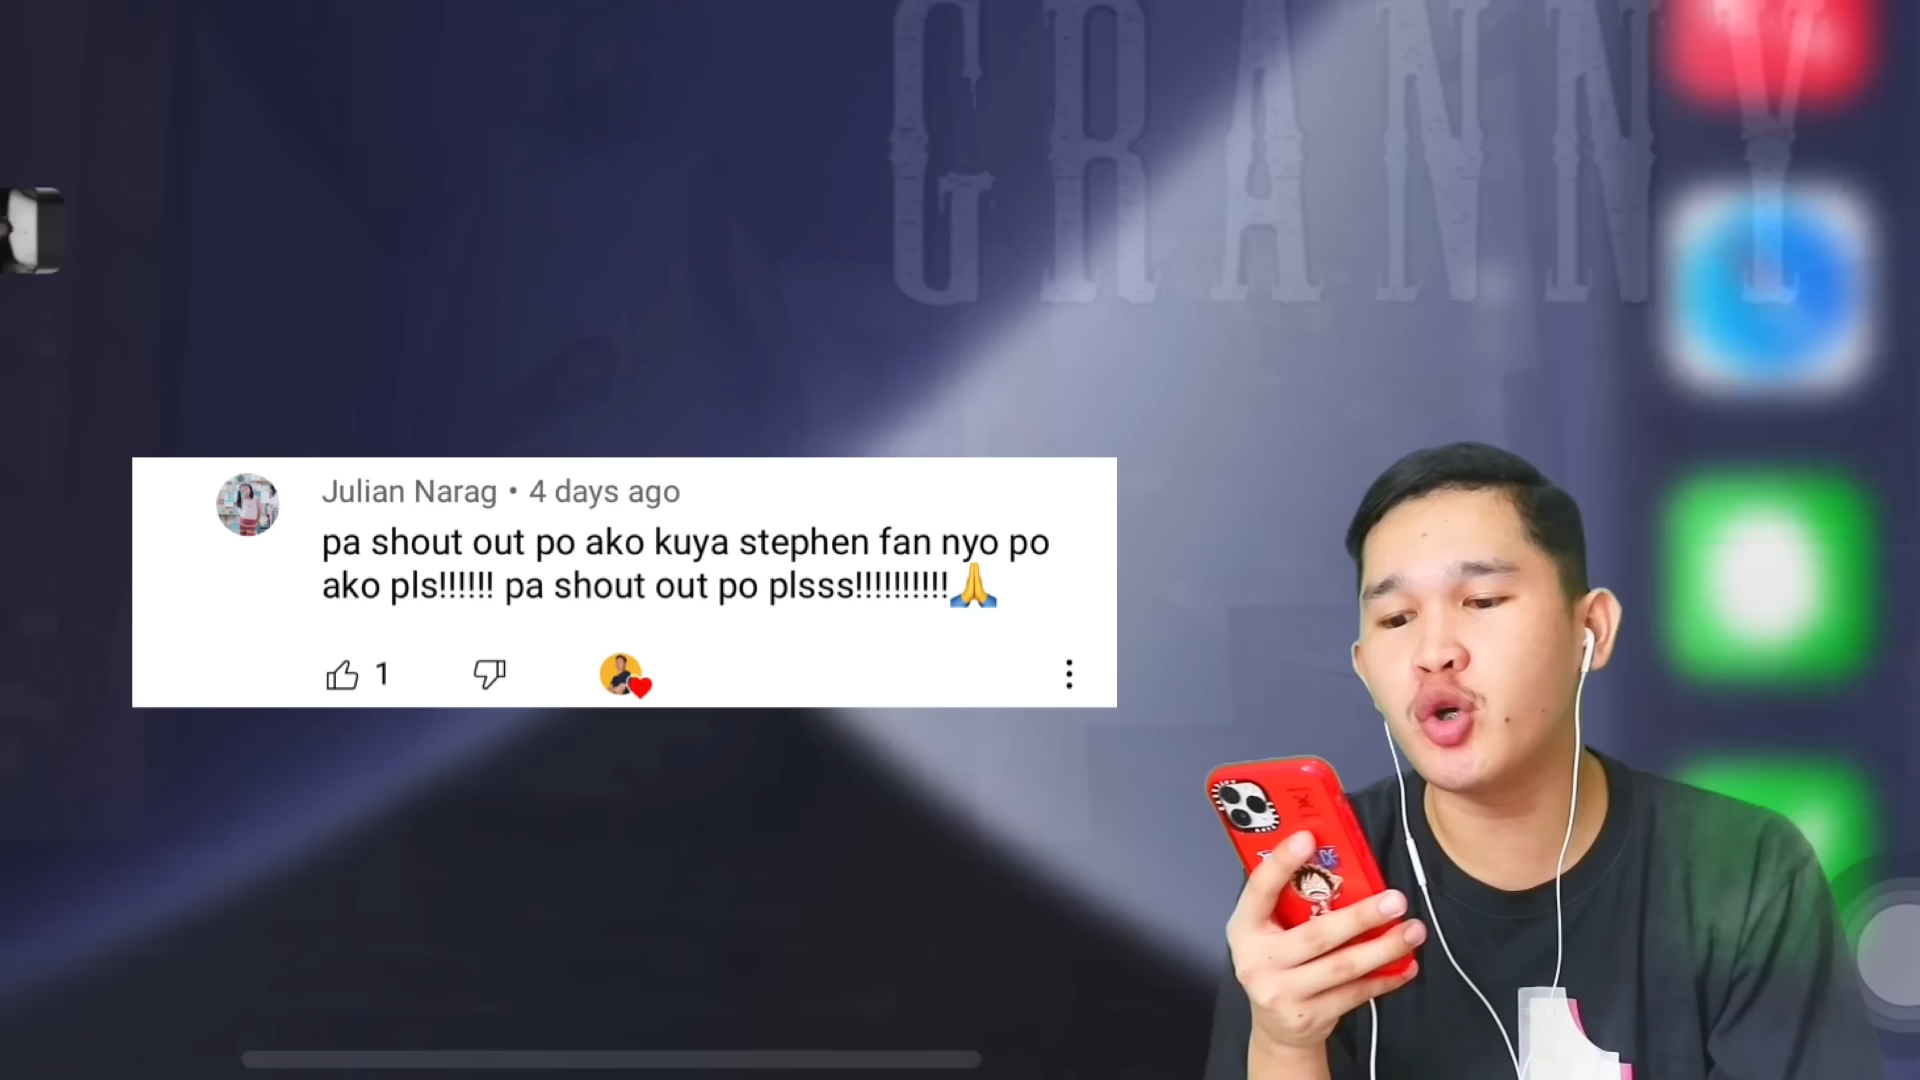 GRANNY
Julian Narag • 4 days ago
pa shout out po ako kuya stephen fan nyo po
ako pls!!!!!! pa shout out po plsss!!!!!!!!!!🙏
1